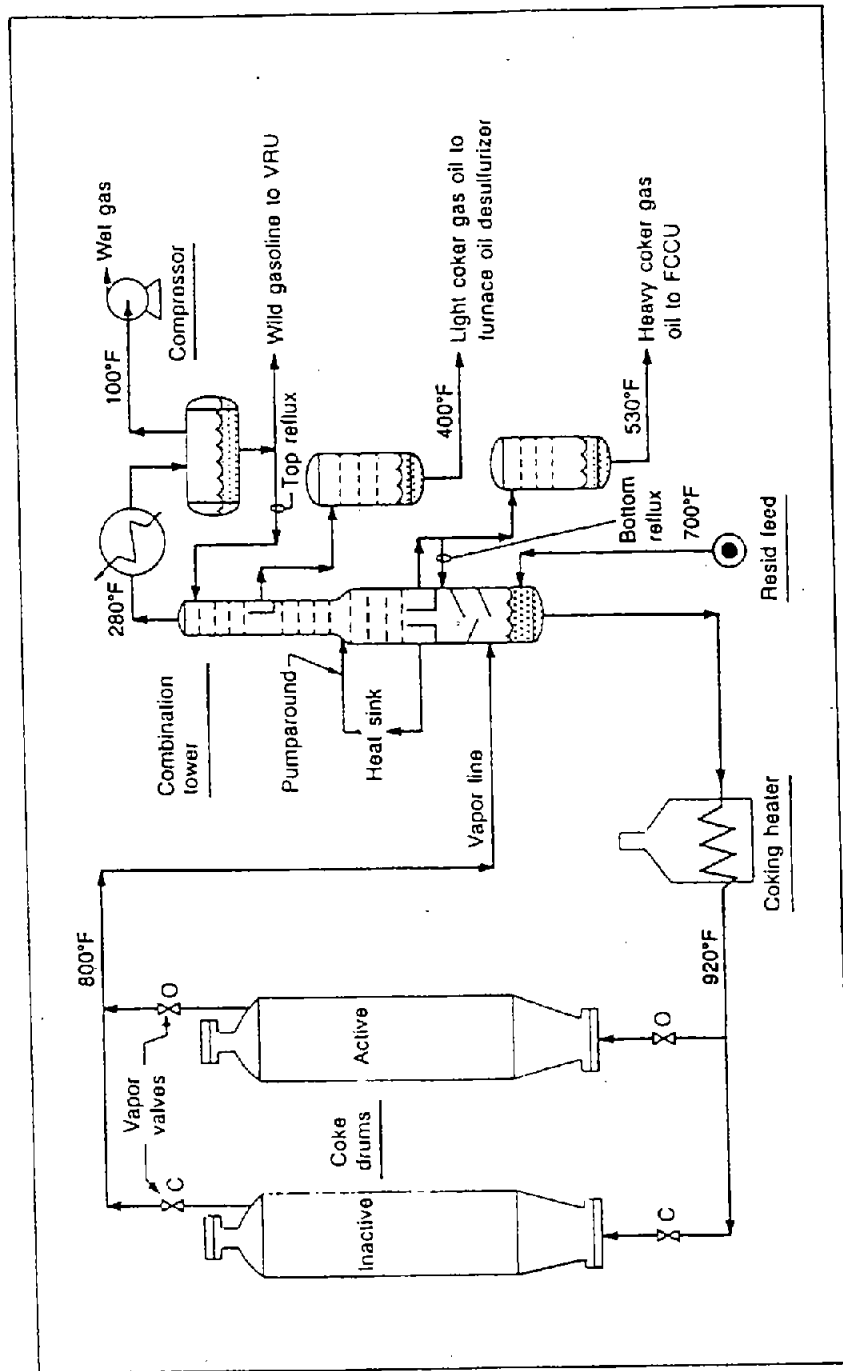 Wet gas
100°F
Compressor
Wild gasoline to VRU
Top reflux
280°F
Light coker gas oil to
furnace oil desulfurizer
400°F
Heavy coker gas
oil to FCCU
530°F
Bottom
reflux
700°F
Resid feed
Combination
tower
Pumparound
Heat sink
Vapor line
800°F
Vapor
valves
O
C
Active
Inactive
Coke
drums
O
C
920°F
Coking heater